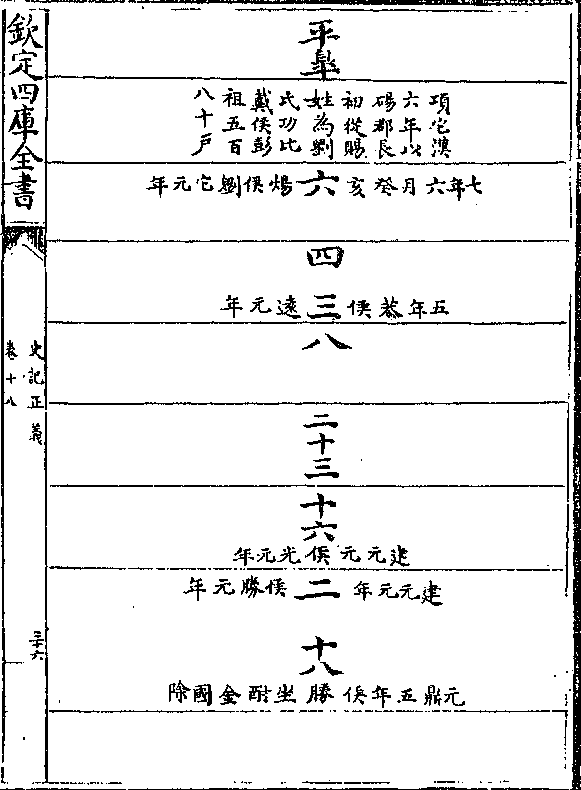 平皋
項它漢
六年以
碭郡長
初從賜
姓為劉
氏功比
戴侯彭
祖五百
八十户
七年六月癸亥六煬侯劉它元年
四
五年恭侯三遠元年
八
二十三
十六
建元元侯光元年
建元元年二侯勝元年
十八
元鼎五年侯勝坐酎金國除
欽定四庫全書
史記正義
卷十八
三十六